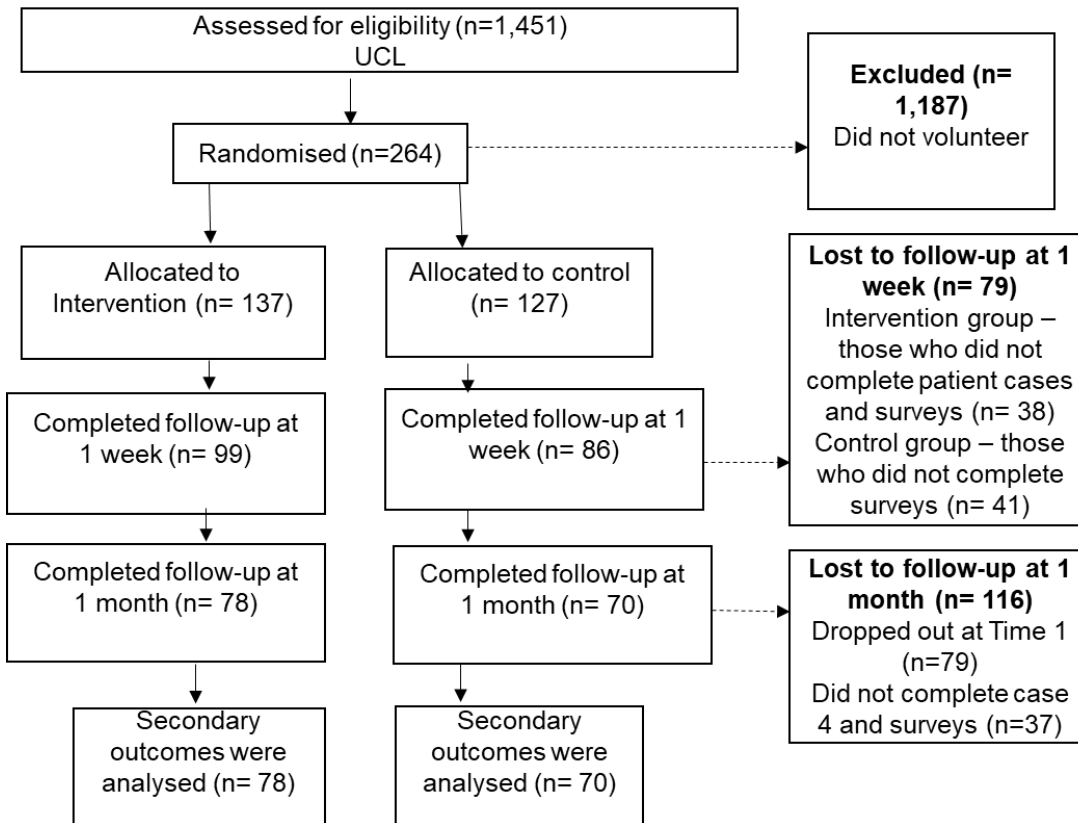 Assessed for eligibility (n=1,451)
UCL
Excluded (n=
1,187)
Did not volunteer
Randomised (n=264)
Allocated to
Intervention (n= 137)
Allocated to control
(n= 127)
Lost to follow-up at 1
week (n= 79)
Intervention group –
those who did not
complete patient cases
and surveys (n= 38)
Control group – those
who did not complete
surveys (n= 41)
Completed follow-up at
1 week (n= 99)
Completed follow-up at 1
week (n= 86)
Completed follow-up at
1 month (n= 78)
Completed follow-up at
1 month (n= 70)
Lost to follow-up at 1
month (n= 116)
Dropped out at Time 1
(n=79)
Did not complete case
4 and surveys (n=37)
Secondary
outcomes were
analysed (n= 78)
Secondary
outcomes were
analysed (n= 70)